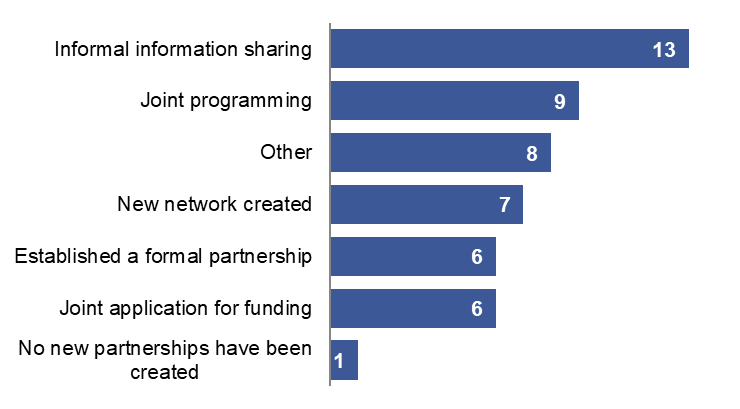 Informal information sharing 13
Joint programming 9
Other 8
New network created 7
Established a formal partnership 6
Joint application for funding 6
No new partnerships have been
created 1